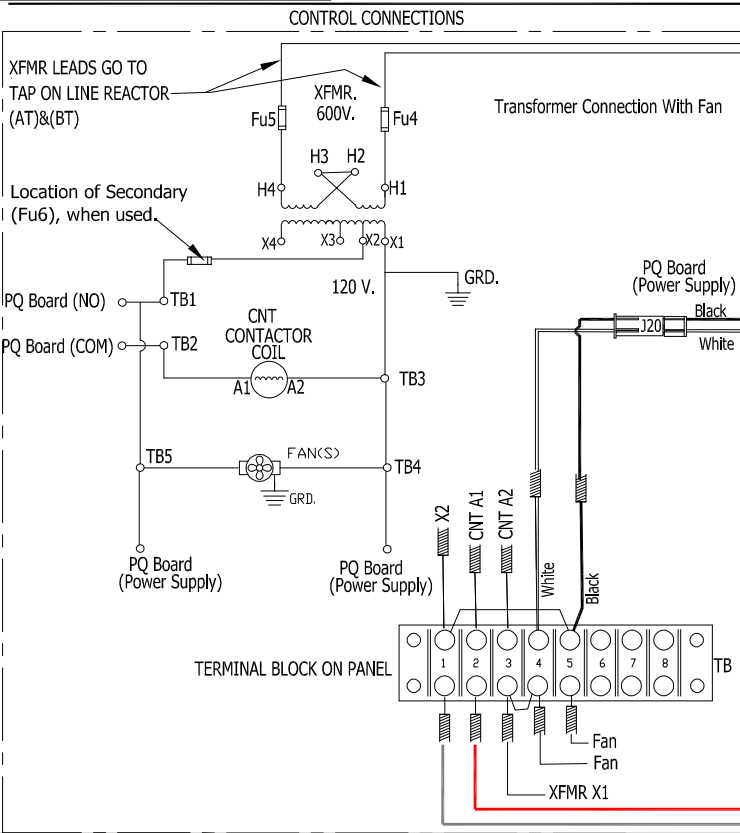 CONTROL CONNECTIONS
XFMR LEADS GO TO
TAP ON LINE REACTOR
(AT)&(BT)
XFMR.
600V.
Fu5
Fu4
Transformer Connection With Fan
H3 H2
H4
H1
Location of Secondary
(Fu6), when used.
X4
X3
X2
X1
120 V.
GRD.
PQ Board
(Power Supply)
Black
J20
White
PQ Board (NO)
TB1
CNT
CONTACTOR
COIL
PQ Board (COM)
TB2
A1
A2
TB3
TB5
FAN(S)
TB4
GRD.
X2
CNT A1
CNT A2
PQ Board
(Power Supply)
PQ Board
(Power Supply)
White
Black
TERMINAL BLOCK ON PANEL
1 2 3 4 5 6 7 8
TB
Fan
Fan
XFMR X1